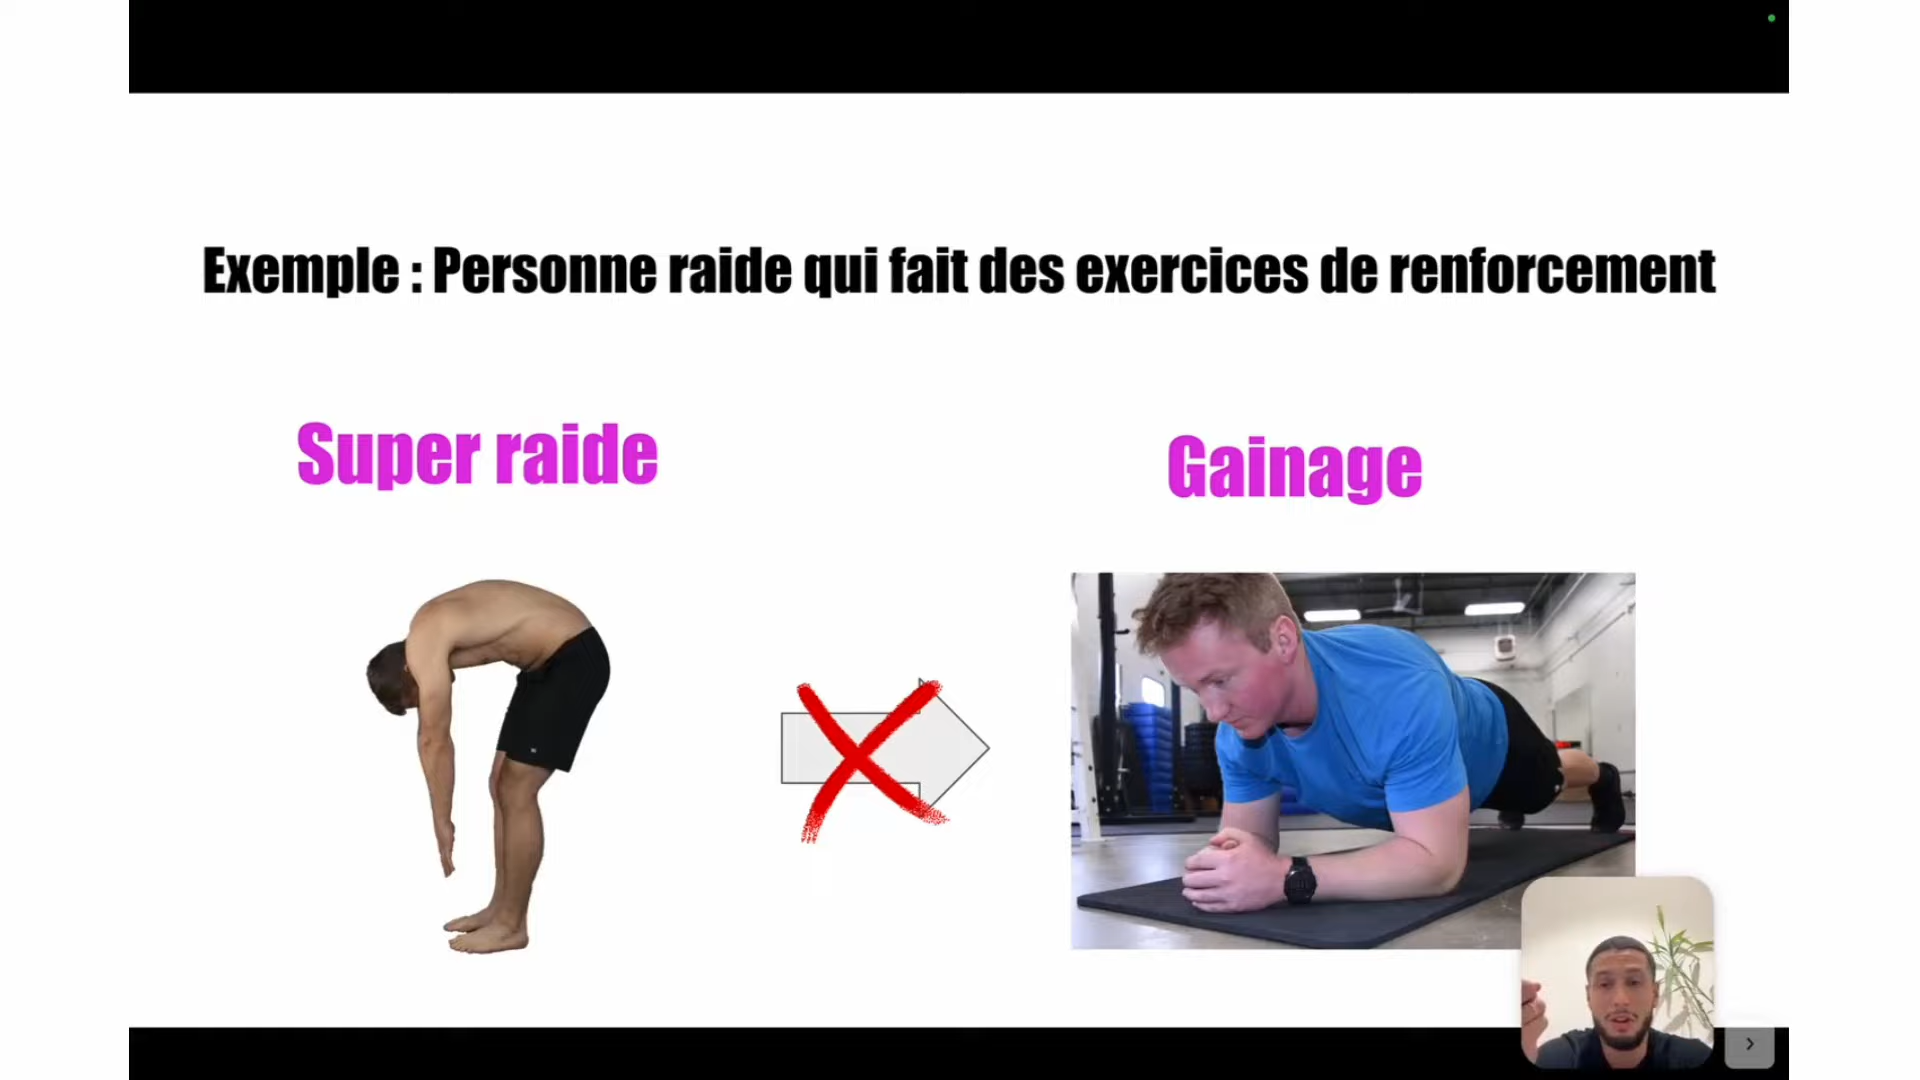 Exemple : Personne raide qui fait des exercices de renforcement
Super raide
Gainage